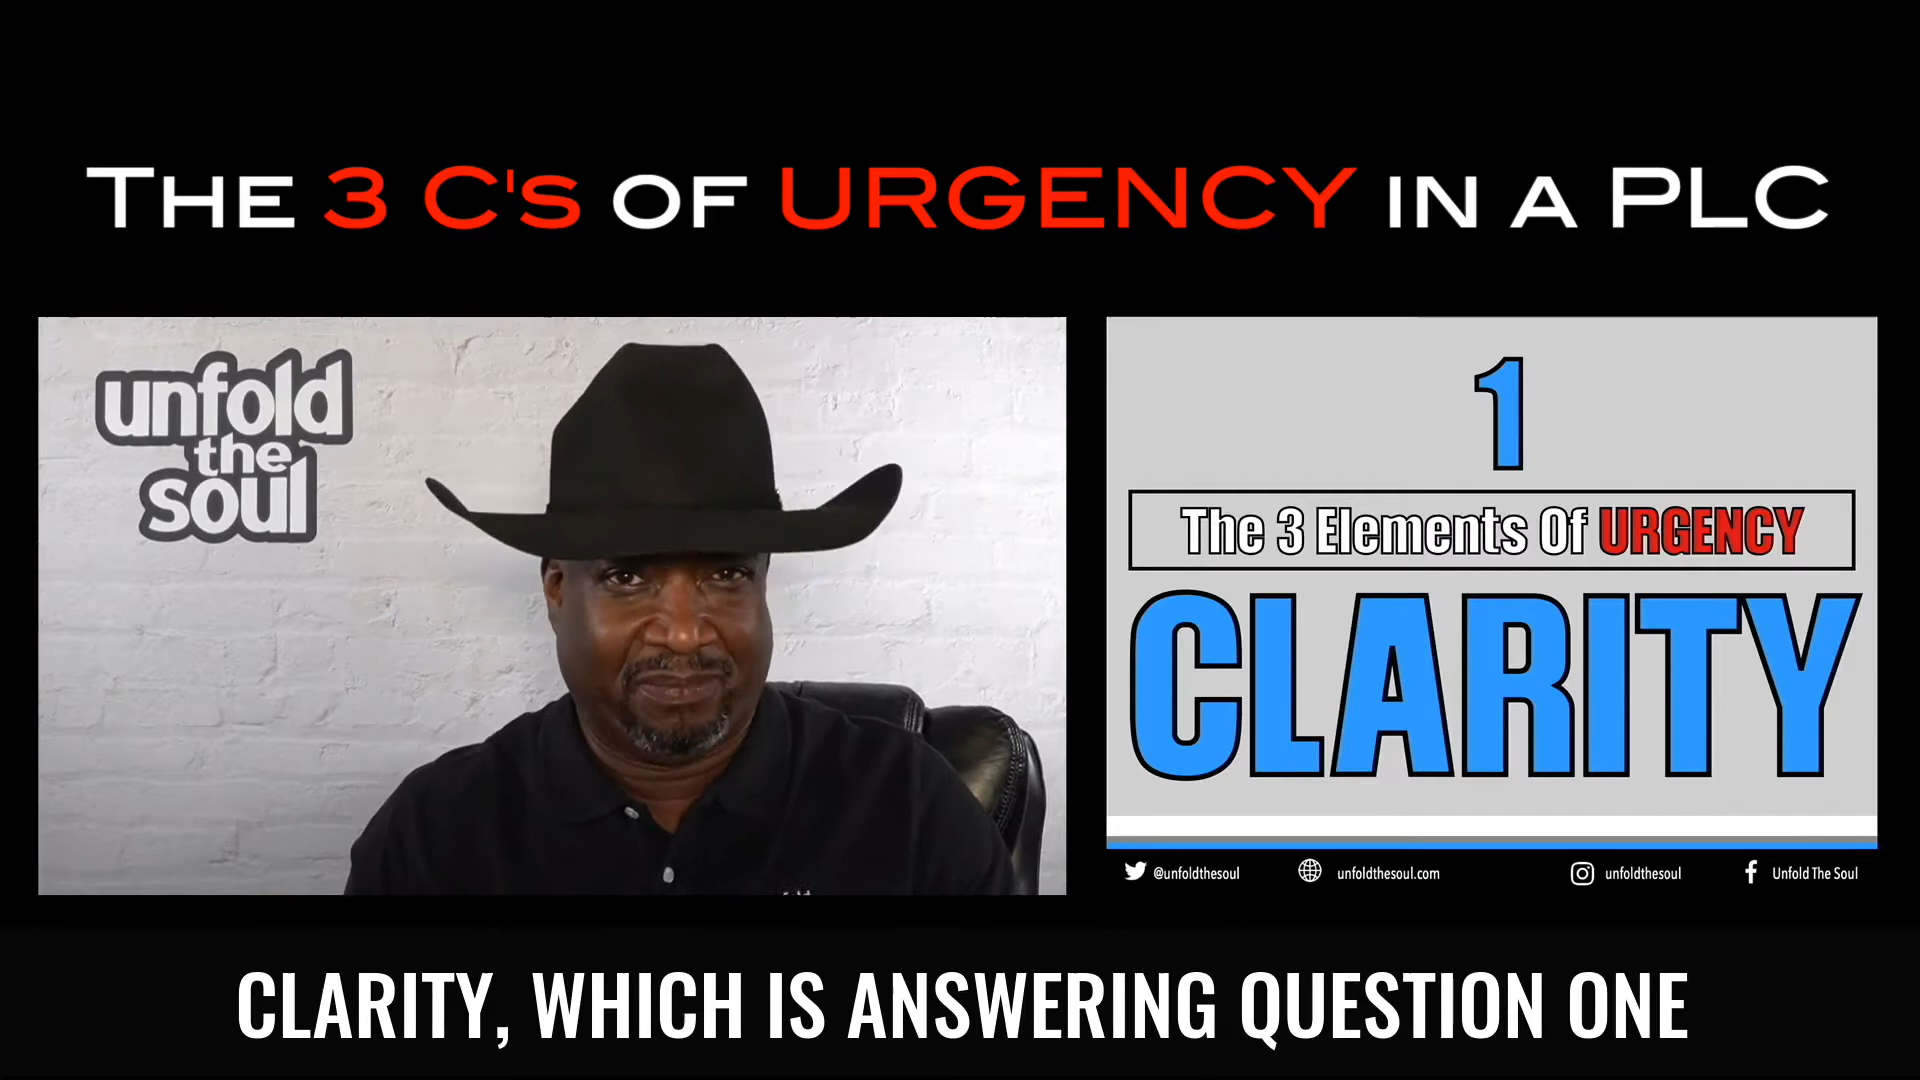 THE 3 C'S OF URGENCY IN A PLC
unfold
the
soul
1
The 3 Elements Of URGENCY
CLARITY
@unfoldthesoul unfoldthesoul.com unfoldthesoul Unfold The Soul
CLARITY, WHICH IS ANSWERING QUESTION ONE